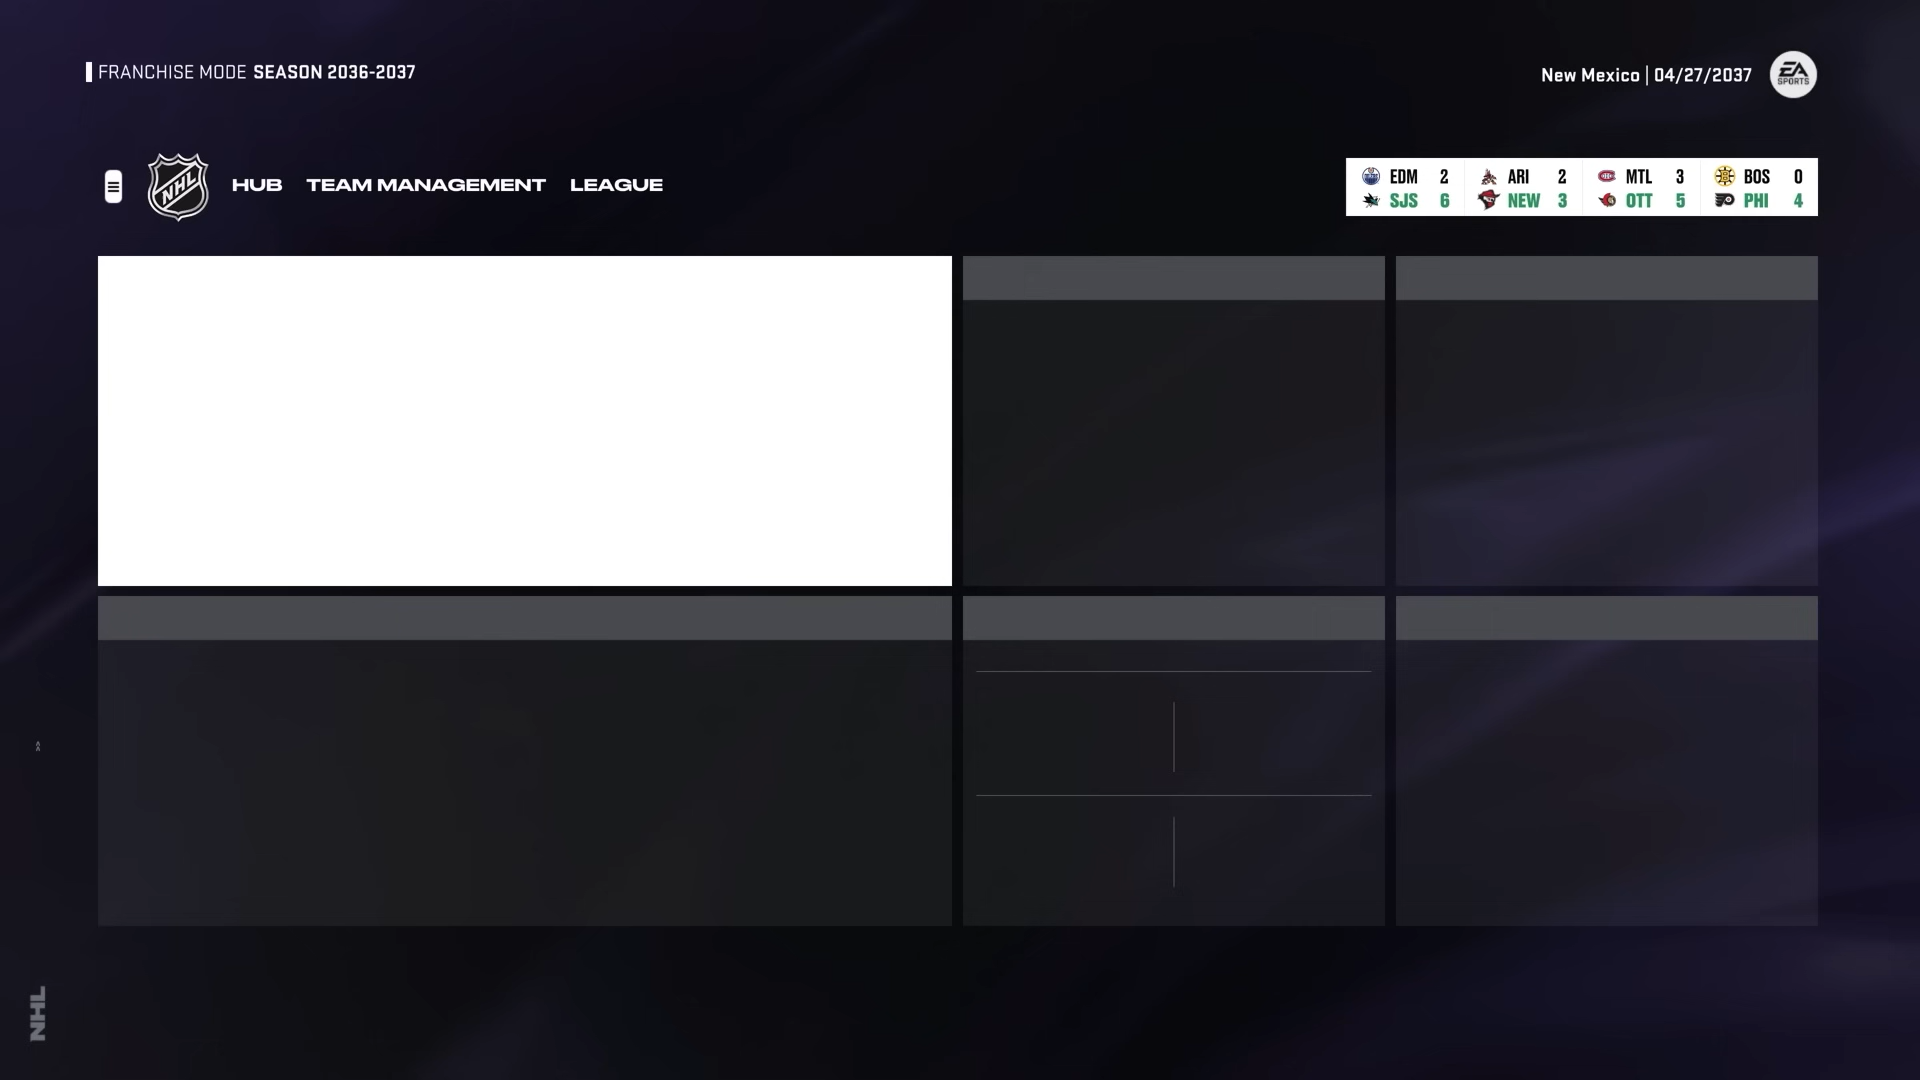 FRANCHISE MODE SEASON 2036-2037
New Mexico | 04/27/2037
EA SPORTS
NHL
HUB TEAM MANAGEMENT LEAGUE
EDM 2 ARI 2 MTL 3 BOS 0
SJS 6 NEW 3 OTT 5 PHI 4
NHL